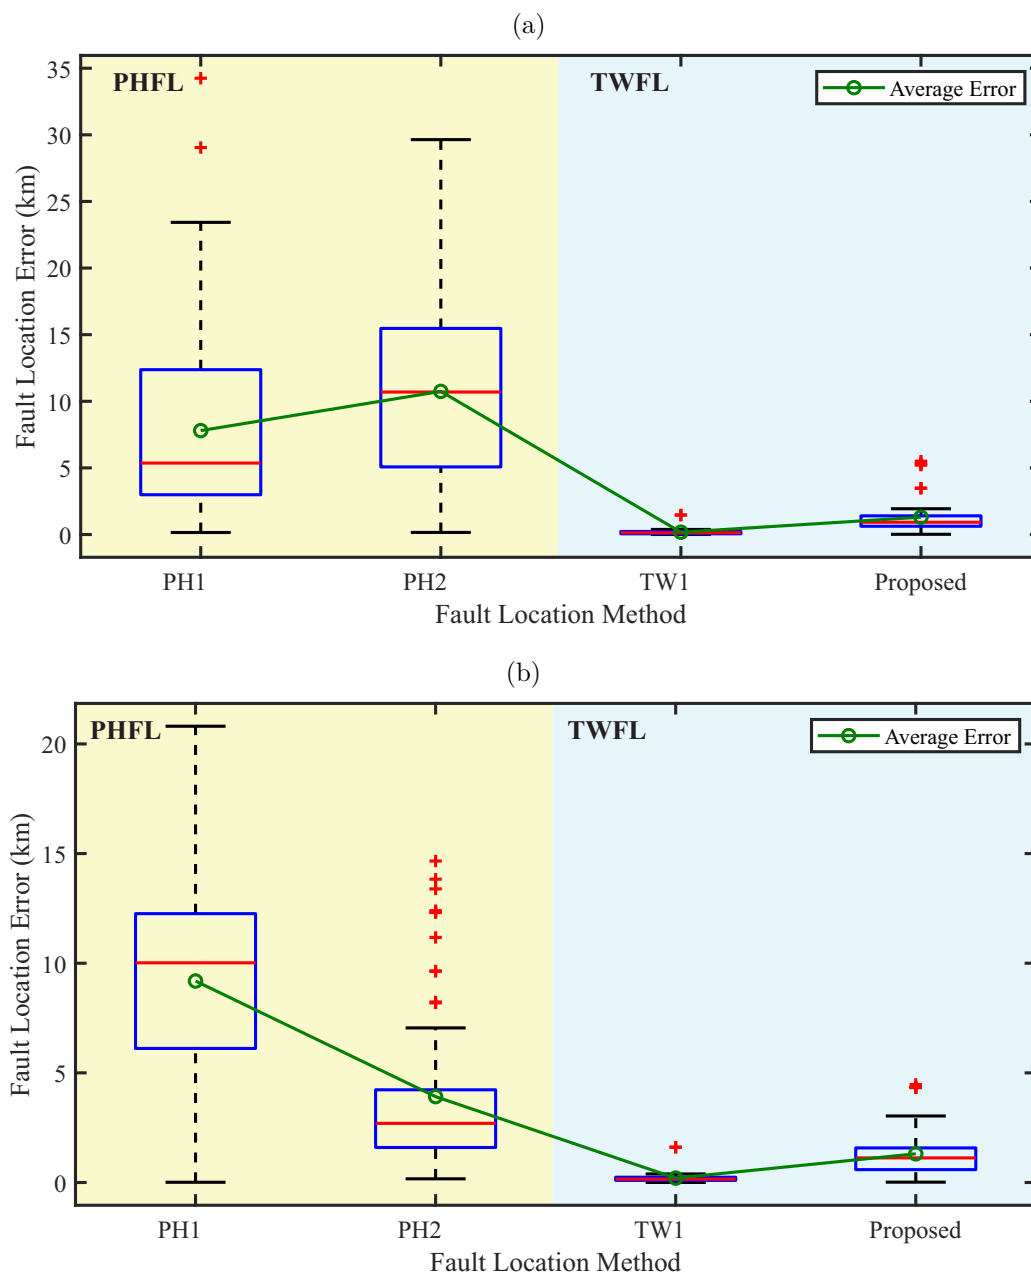 (a)
PHFL
TWFL
Average Error
35
30
25
20
15
10
5
0
Fault Location Error (km)
PH1
PH2
TW1
Proposed
Fault Location Method
(b)
PHFL
TWFL
Average Error
20
15
10
5
0
Fault Location Error (km)
PH1
PH2
TW1
Proposed
Fault Location Method